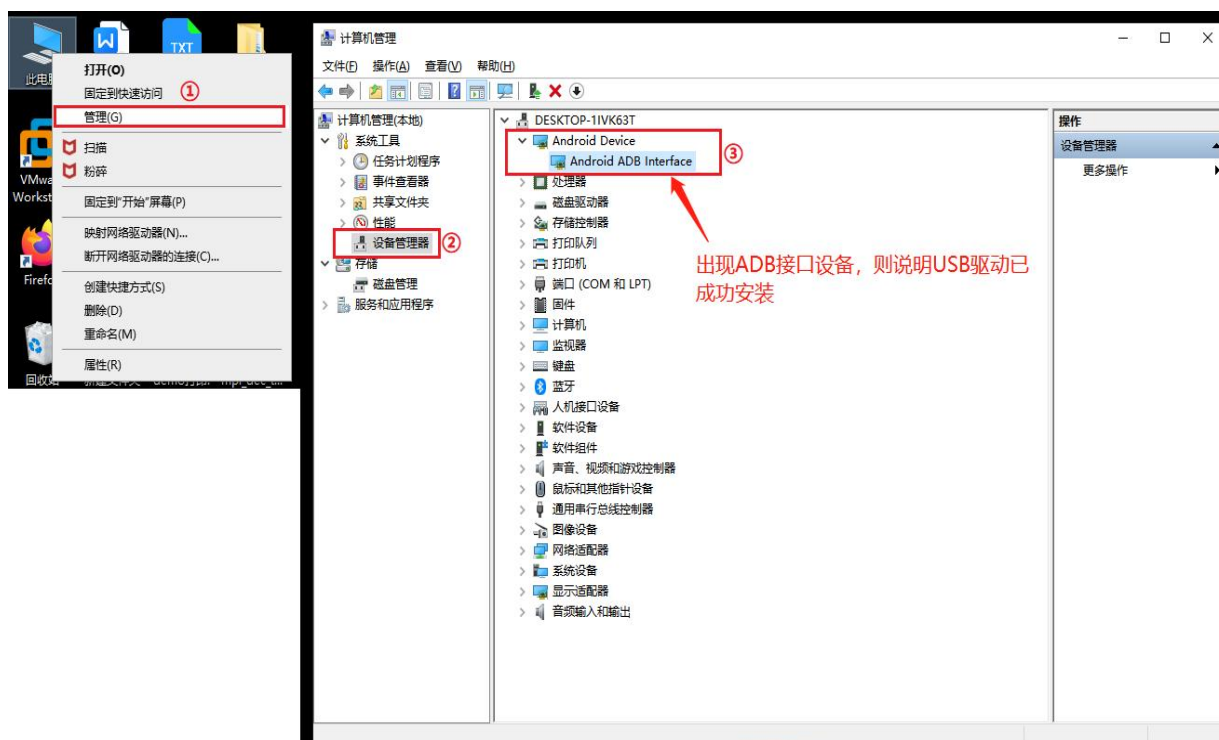 TXT
此电
打开(O)
固定到快速访问
①
管理(G)
扫描
粉碎
固定到"开始"屏幕(P)
映射网络驱动器(N)...
断开网络驱动器的连接(C)...
创建快捷方式(S)
删除(D)
重命名(M)
属性(R)
VMwa
Workst
Firefo
回收站
计算机管理
文件(F) 操作(A) 查看(V) 帮助(H)
计算机管理(本地)
系统工具
任务计划程序
事件查看器
共享文件夹
性能
设备管理器
②
存储
磁盘管理
服务和应用程序
DESKTOP-1IVK63T
Android Device
Android ADB Interface
③
处理器
磁盘驱动器
存储控制器
打印队列
打印机
端口 (COM 和 LPT)
固件
计算机
监视器
键盘
蓝牙
人机接口设备
软件设备
软件组件
声音、视频和游戏控制器
鼠标和其他指针设备
通用串行总线控制器
图像设备
网络适配器
系统设备
显示适配器
音频输入和输出
出现ADB接口设备，则说明USB驱动已
成功安装
操作
设备管理器
更多操作